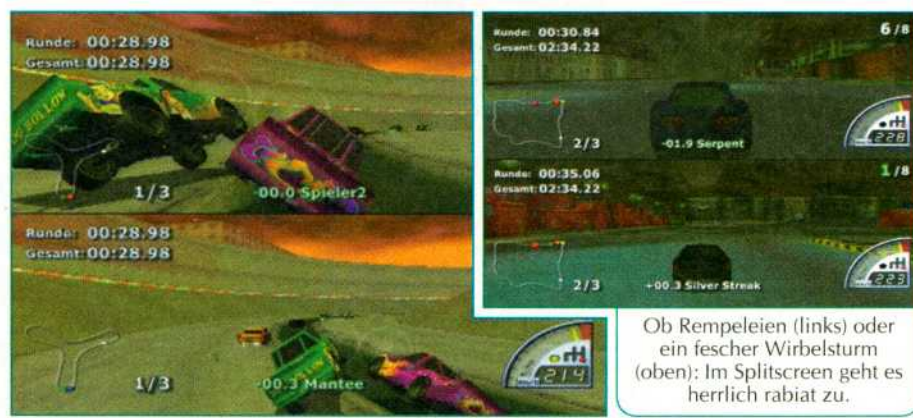 Runde: 00:28.98
Gesamt: 00:28.98
BOLLOW
1/3
-00.0 Spieler2
Runde: 00:28.98
Gesamt: 00:28.98
1/3
-00.3 Mantee
214
Runde: 00:30.84
Gesamt: 02:34.22
6/8
2/3
-01.9 Serpent
228
Runde: 00:35.06
Gesamt: 02:34.22
1/8
2/3
+00.3 Silver Streak
223
Ob Rempeleien (links) oder
ein fescher Wirbelsturm
(oben): Im Splitscreen geht es
herrlich rabiat zu.